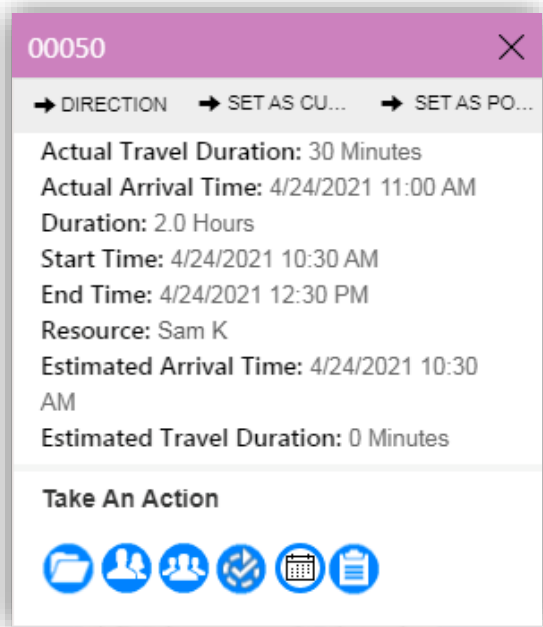 00050
DIRECTION SET AS CU... SET AS PO...
Actual Travel Duration: 30 Minutes
Actual Arrival Time: 4/24/2021 11:00 AM
Duration: 2.0 Hours
Start Time: 4/24/2021 10:30 AM
End Time: 4/24/2021 12:30 PM
Resource: Sam K
Estimated Arrival Time: 4/24/2021 10:30
AM
Estimated Travel Duration: 0 Minutes
Take An Action